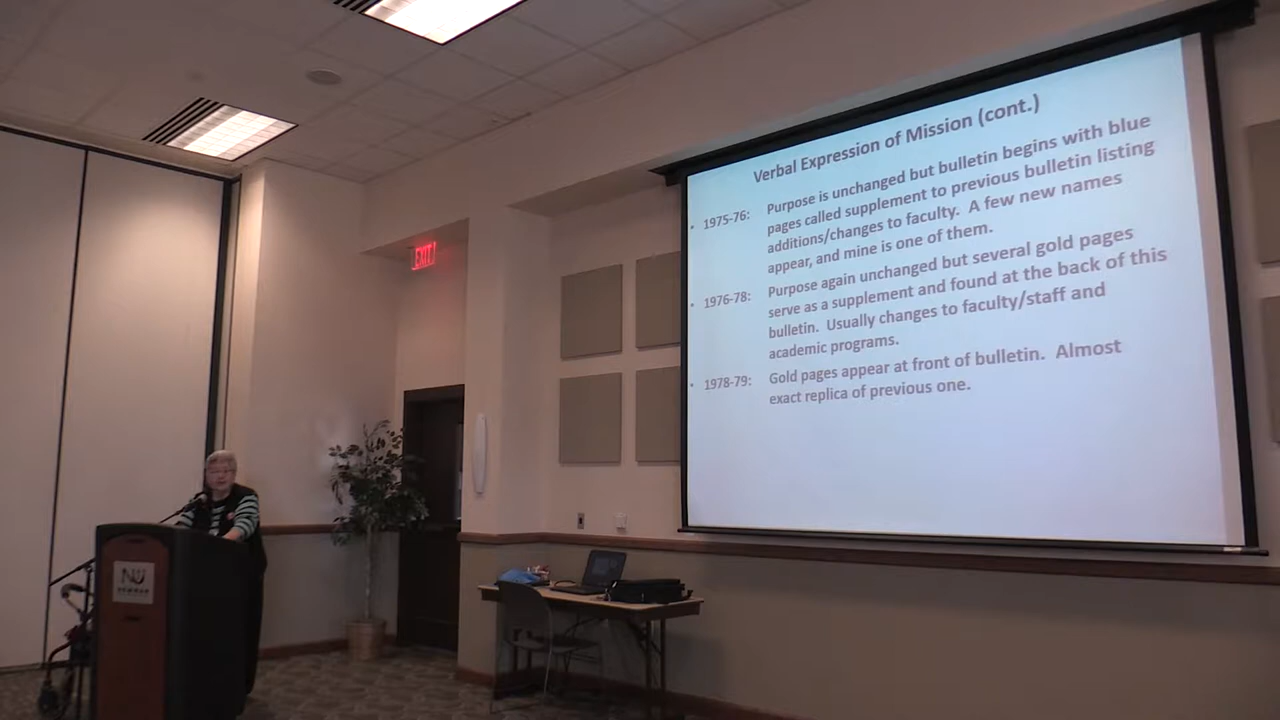 Verbal Expression of Mission (cont.)
• 1975-76: Purpose is unchanged but bulletin begins with blue
pages called supplement to previous bulletin listing
additions/changes to faculty. A few new names
appear, and mine is one of them.
• 1976-78: Purpose again unchanged but several gold pages
serve as a supplement and found at the back of this
bulletin. Usually changes to faculty/staff and
academic programs.
• 1978-79: Gold pages appear at front of bulletin. Almost
exact replica of previous one.
EXIT
NU
NEWMAN